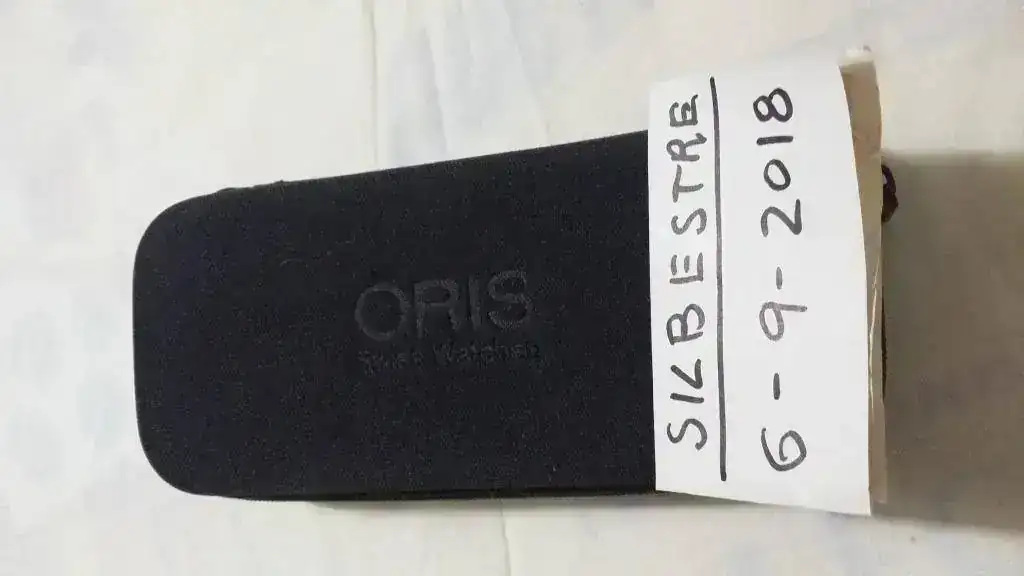 ORIS
Swiss Watches
SILBESTRE
6-9-2018